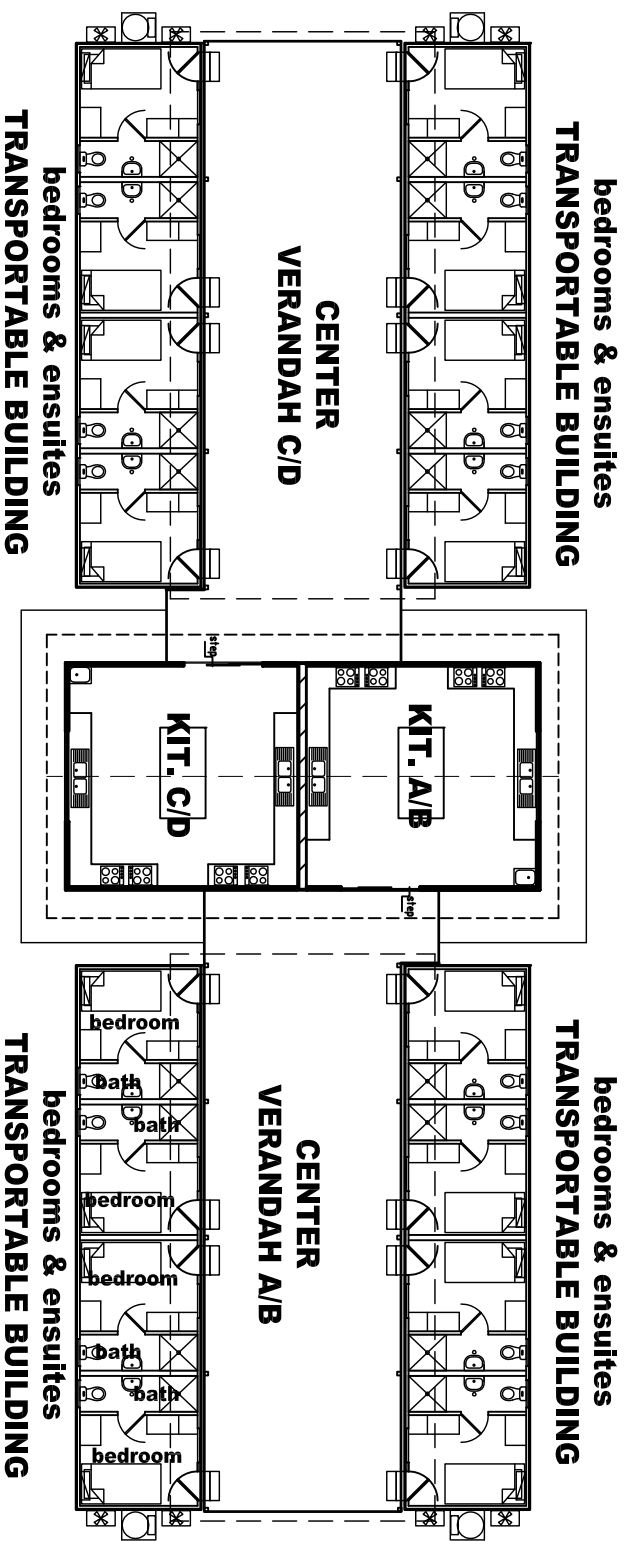 bedrooms & ensuites
TRANSPORTABLE BUILDING
bedrooms & ensuites
TRANSPORTABLE BUILDING
CENTER
VERANDAH C/D
step
KIT. C/D
KIT. A/B
step
bedrooms & ensuites
TRANSPORTABLE BUILDING
bedrooms & ensuites
TRANSPORTABLE BUILDING
CENTER
VERANDAH A/B
bedroom
bath
bath
bedroom
bedroom
bath
bath
bedroom